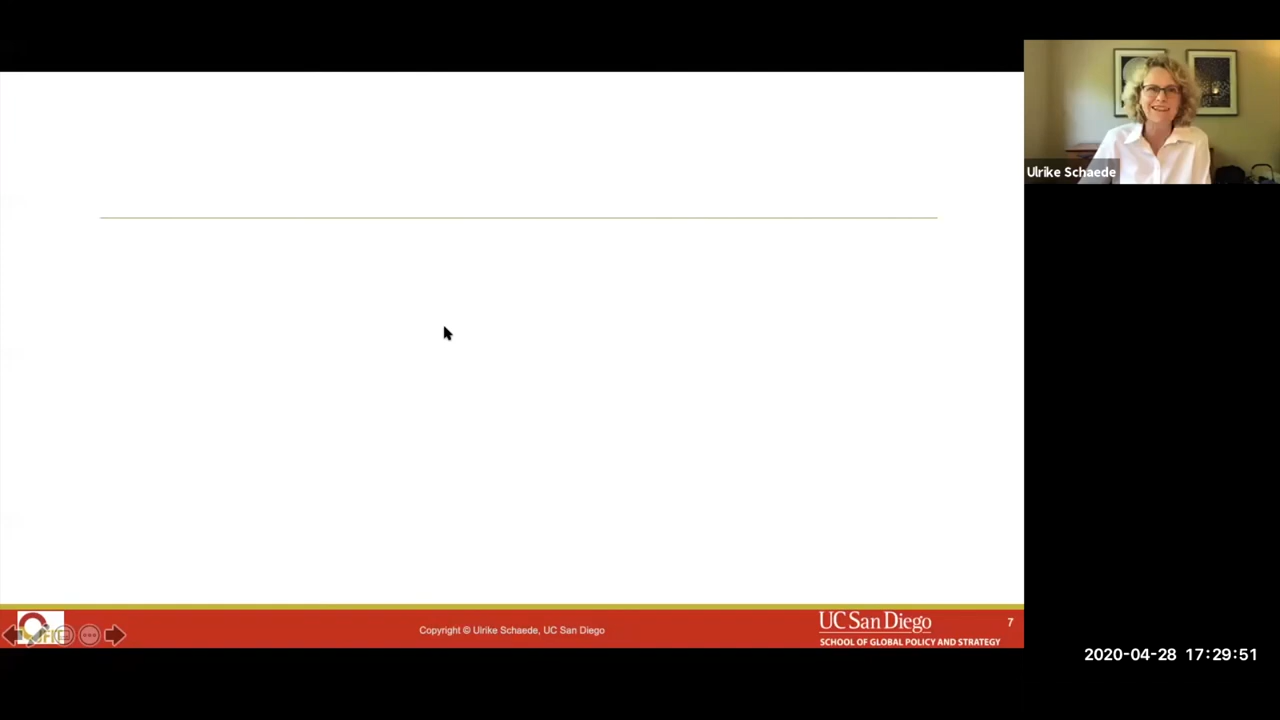 Ulrike Schaede
Copyright © Ulrike Schaede, UC San Diego
UC San Diego
SCHOOL OF GLOBAL POLICY AND STRATEGY
7
2020-04-28 17:29:51